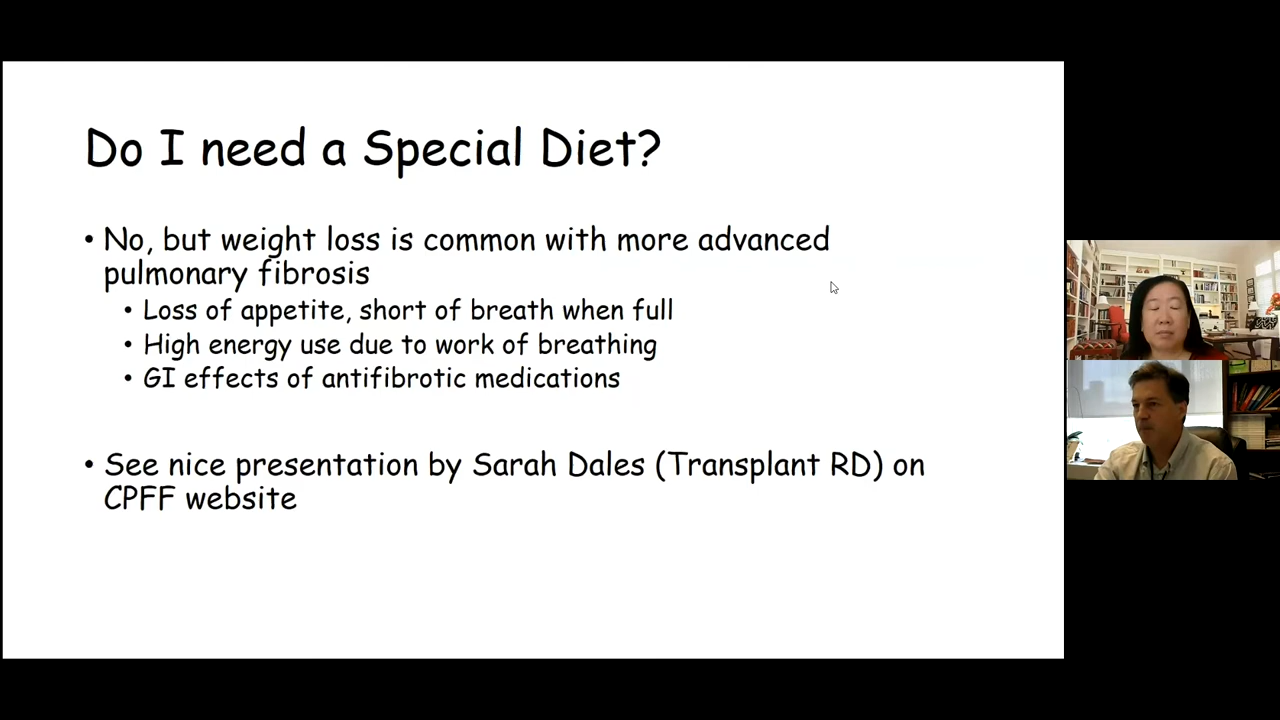 Do I need a Special Diet?
• No, but weight loss is common with more advanced
pulmonary fibrosis
• Loss of appetite, short of breath when full
• High energy use due to work of breathing
• GI effects of antifibrotic medications
• See nice presentation by Sarah Dales (Transplant RD) on
CPFF website